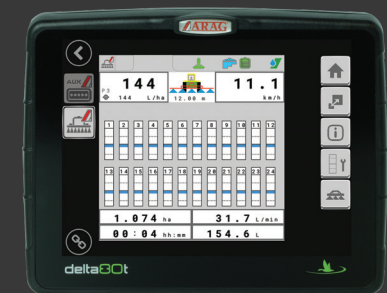 ARAG
AUX
144
11.1
P3
144 L/ha
12.00 m
km/h
1 2 3 4 5 6 7 8 9 10 11 12
13 14 15 16 17 18 19 20 21 22 23 24
1.074 ha
31.7 L/min
00:04 hh:mm
154.6 L
delta80t